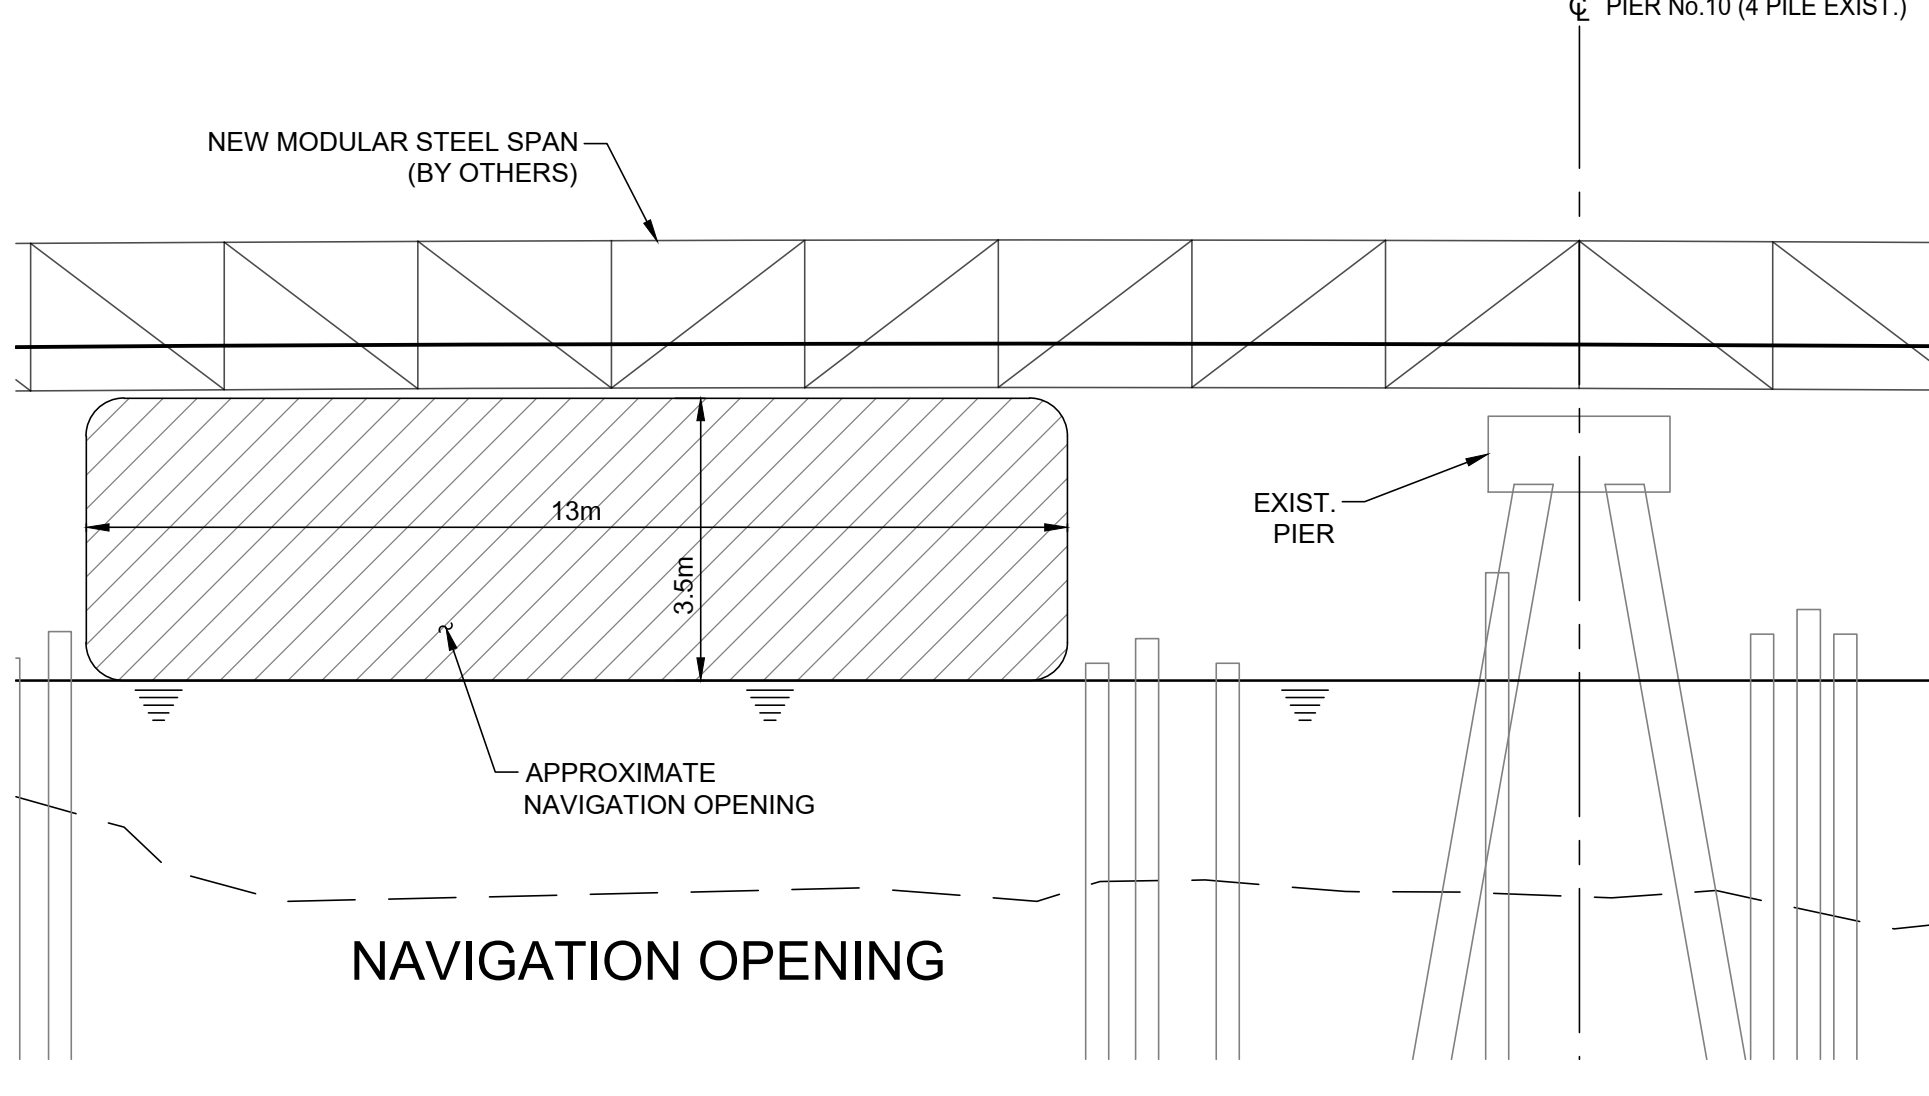 ℄ PIER No.10 (4 PILE EXIST.)
NEW MODULAR STEEL SPAN
(BY OTHERS)
13m
3.5m
EXIST.
PIER
APPROXIMATE
NAVIGATION OPENING
NAVIGATION OPENING